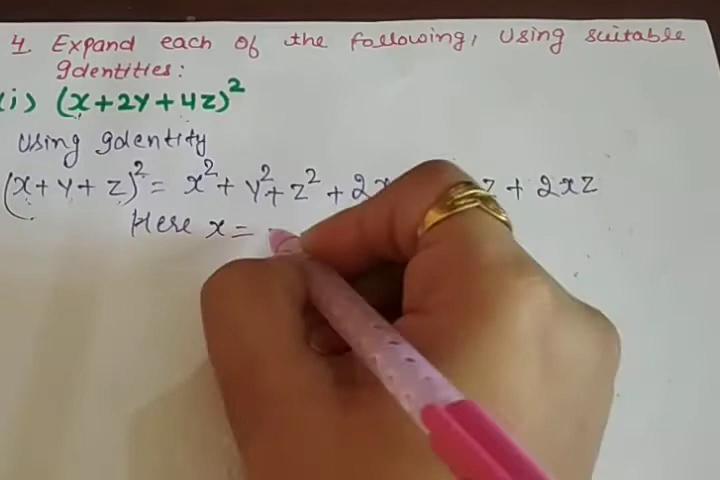 4. Expand each of the following, Using suitable
Identities:
(i) (x+2y+4z)²
Using Identity
(x+y+z)² = x²+ y²+ z² +2x z + 2xz
Here x =